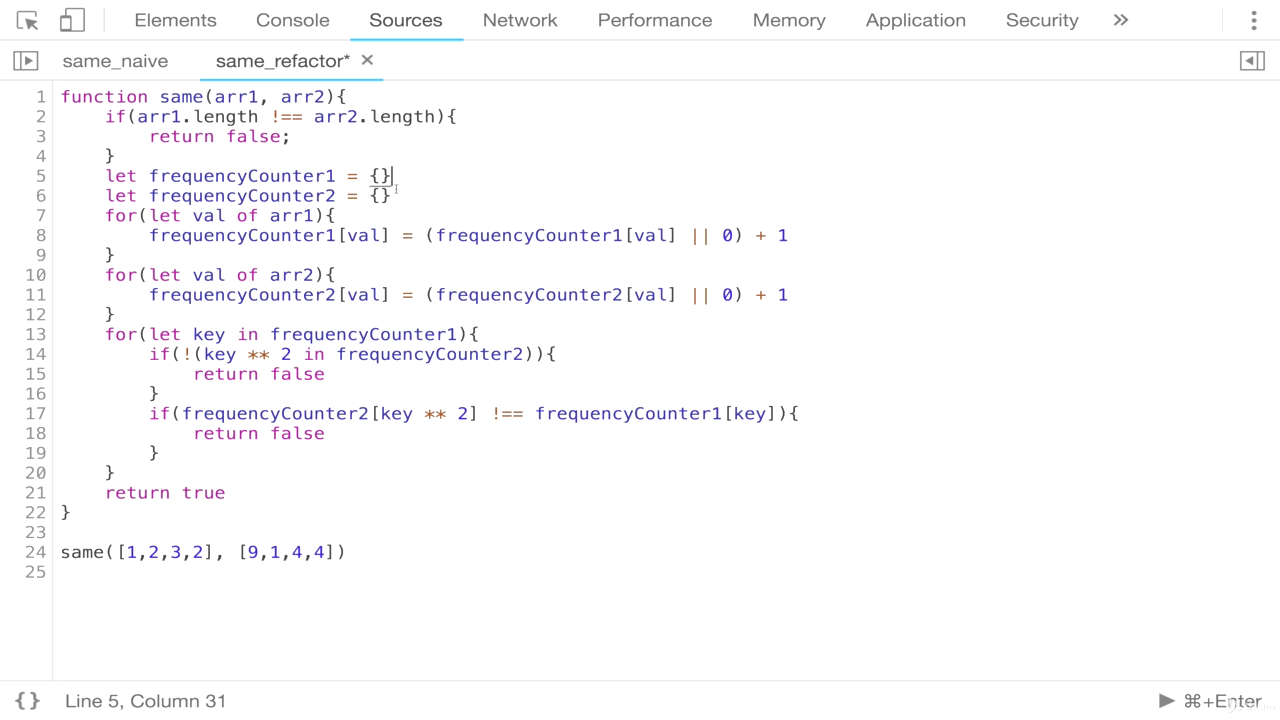 Elements Console Sources Network Performance Memory Application Security »
same_naive same_refactor* ×
1 function same(arr1, arr2){
2     if(arr1.length !== arr2.length){
3         return false;
4     }
5     let frequencyCounter1 = {}
6     let frequencyCounter2 = {}
7     for(let val of arr1){
8         frequencyCounter1[val] = (frequencyCounter1[val] || 0) + 1
9     }
10     for(let val of arr2){
11         frequencyCounter2[val] = (frequencyCounter2[val] || 0) + 1
12     }
13     for(let key in frequencyCounter1){
14         if(!(key ** 2 in frequencyCounter2)){
15             return false
16         }
17         if(frequencyCounter2[key ** 2] !== frequencyCounter1[key]){
18             return false
19         }
20     }
21     return true
22 }
23
24 same([1,2,3,2], [9,1,4,4])
25
{} Line 5, Column 31 ⌘+Enter